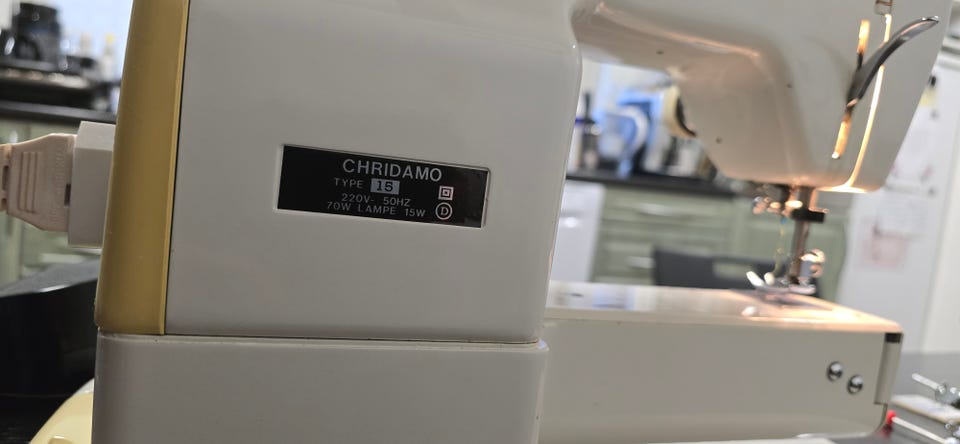 CHRIDAMO
TYPE 15
220V- 50HZ
70W LAMPE 15W D